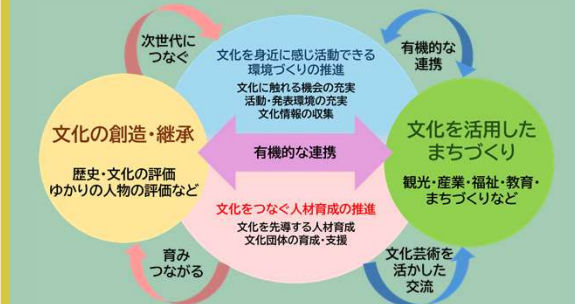 次世代に
つなぐ
文化を身近に感じ活動できる
環境づくりの推進
文化に触れる機会の充実
活動・発表環境の充実
文化情報の収集
有機的な
連携
文化の創造・継承
歴史・文化の評価
ゆかりの人物の評価など
有機的な連携
文化を活用した
まちづくり
観光・産業・福祉・教育・
まちづくりなど
文化をつなぐ人材育成の推進
文化を先導する人材育成
文化団体の育成・支援
育み
つながる
文化芸術を
活かした
交流